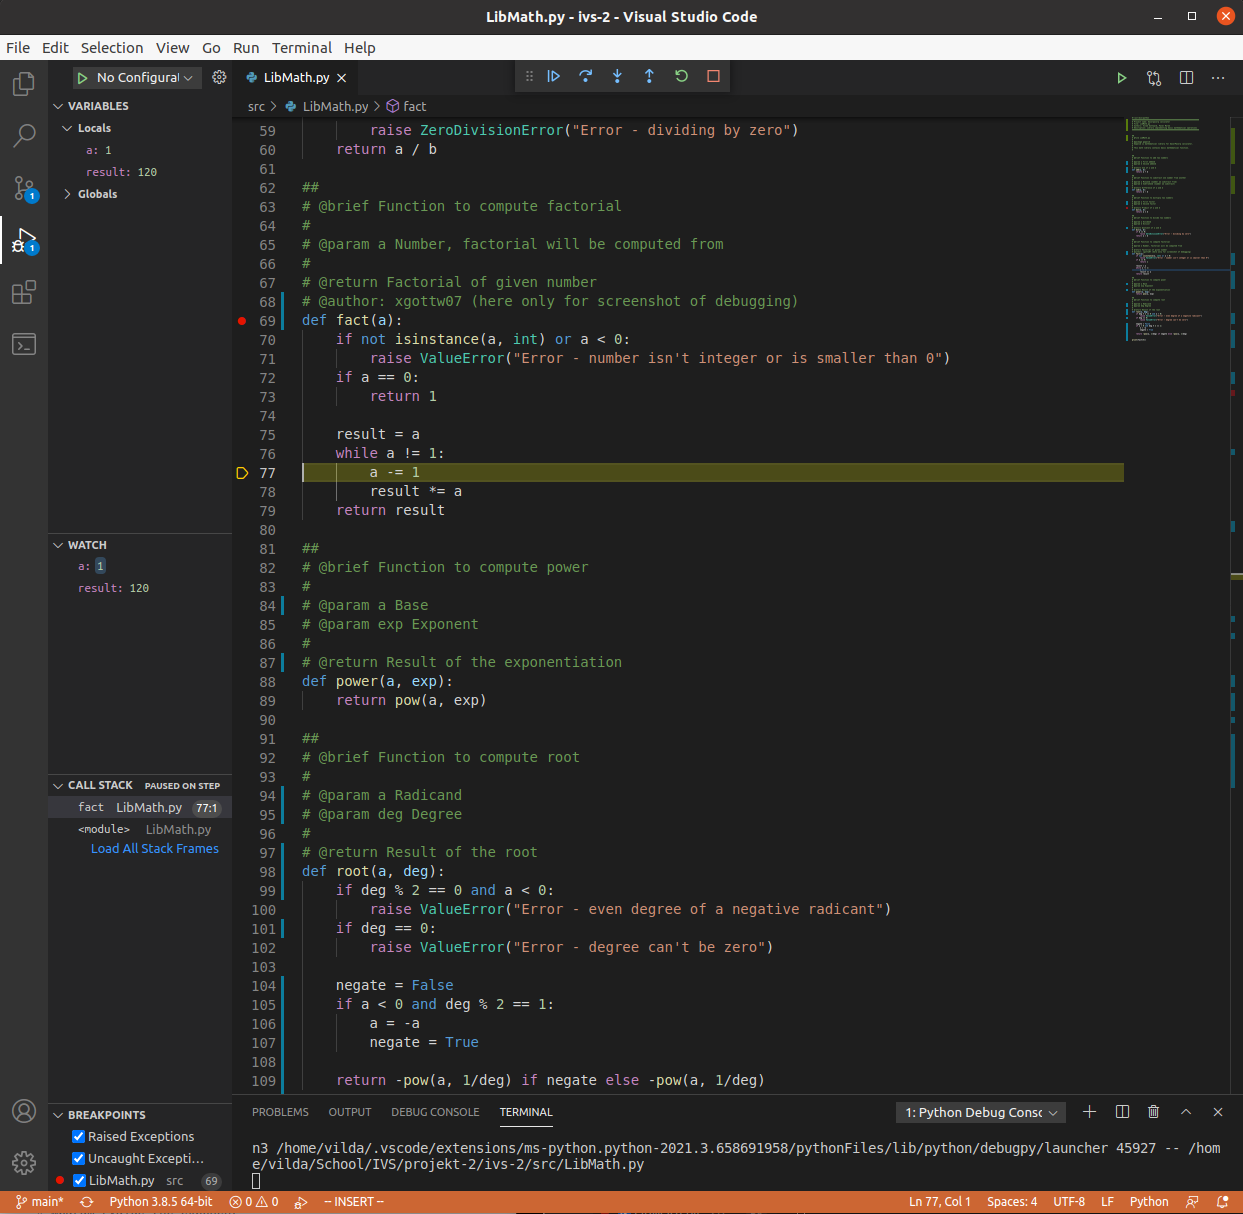 LibMath.py - ivs-2 - Visual Studio Code
File Edit Selection View Go Run Terminal Help
No Configurat
LibMath.py
src > LibMath.py > fact
VARIABLES
Locals
a: 1
result: 120
Globals
1
1
WATCH
a: 1
result: 120
CALL STACK PAUSED ON STEP
fact LibMath.py 77:1
<module> LibMath.py
Load All Stack Frames
BREAKPOINTS
Raised Exceptions
Uncaught Excepti…
LibMath.py src 69
59 raise ZeroDivisionError("Error - dividing by zero")
60 return a / b
61
62 ##
63 # @brief Function to compute factorial
64 #
65 # @param a Number, factorial will be computed from
66 #
67 # @return Factorial of given number
68 # @author: xgottw07 (here only for screenshot of debugging)
69 def fact(a):
70 if not isinstance(a, int) or a < 0:
71 raise ValueError("Error - number isn't integer or is smaller than 0")
72 if a == 0:
73 return 1
74
75 result = a
76 while a != 1:
77 a -= 1
78 result *= a
79 return result
80
81 ##
82 # @brief Function to compute power
83 #
84 # @param a Base
85 # @param exp Exponent
86 #
87 # @return Result of the exponentiation
88 def power(a, exp):
89 return pow(a, exp)
90
91 ##
92 # @brief Function to compute root
93 #
94 # @param a Radicand
95 # @param deg Degree
96 #
97 # @return Result of the root
98 def root(a, deg):
99 if deg % 2 == 0 and a < 0:
100 raise ValueError("Error - even degree of a negative radicant")
101 if deg == 0:
102 raise ValueError("Error - degree can't be zero")
103
104 negate = False
105 if a < 0 and deg % 2 == 1:
106 a = -a
107 negate = True
108
109 return -pow(a, 1/deg) if negate else -pow(a, 1/deg)
PROBLEMS OUTPUT DEBUG CONSOLE TERMINAL 1: Python Debug Consc
n3 /home/vilda/.vscode/extensions/ms-python.python-2021.3.658691958/pythonFiles/lib/python/debugpy/launcher 45927 -- /hom
e/vilda/School/IVS/projekt-2/ivs-2/src/LibMath.py
main* Python 3.8.5 64-bit 0 0 -- INSERT -- Ln 77, Col 1 Spaces: 4 UTF-8 LF Python